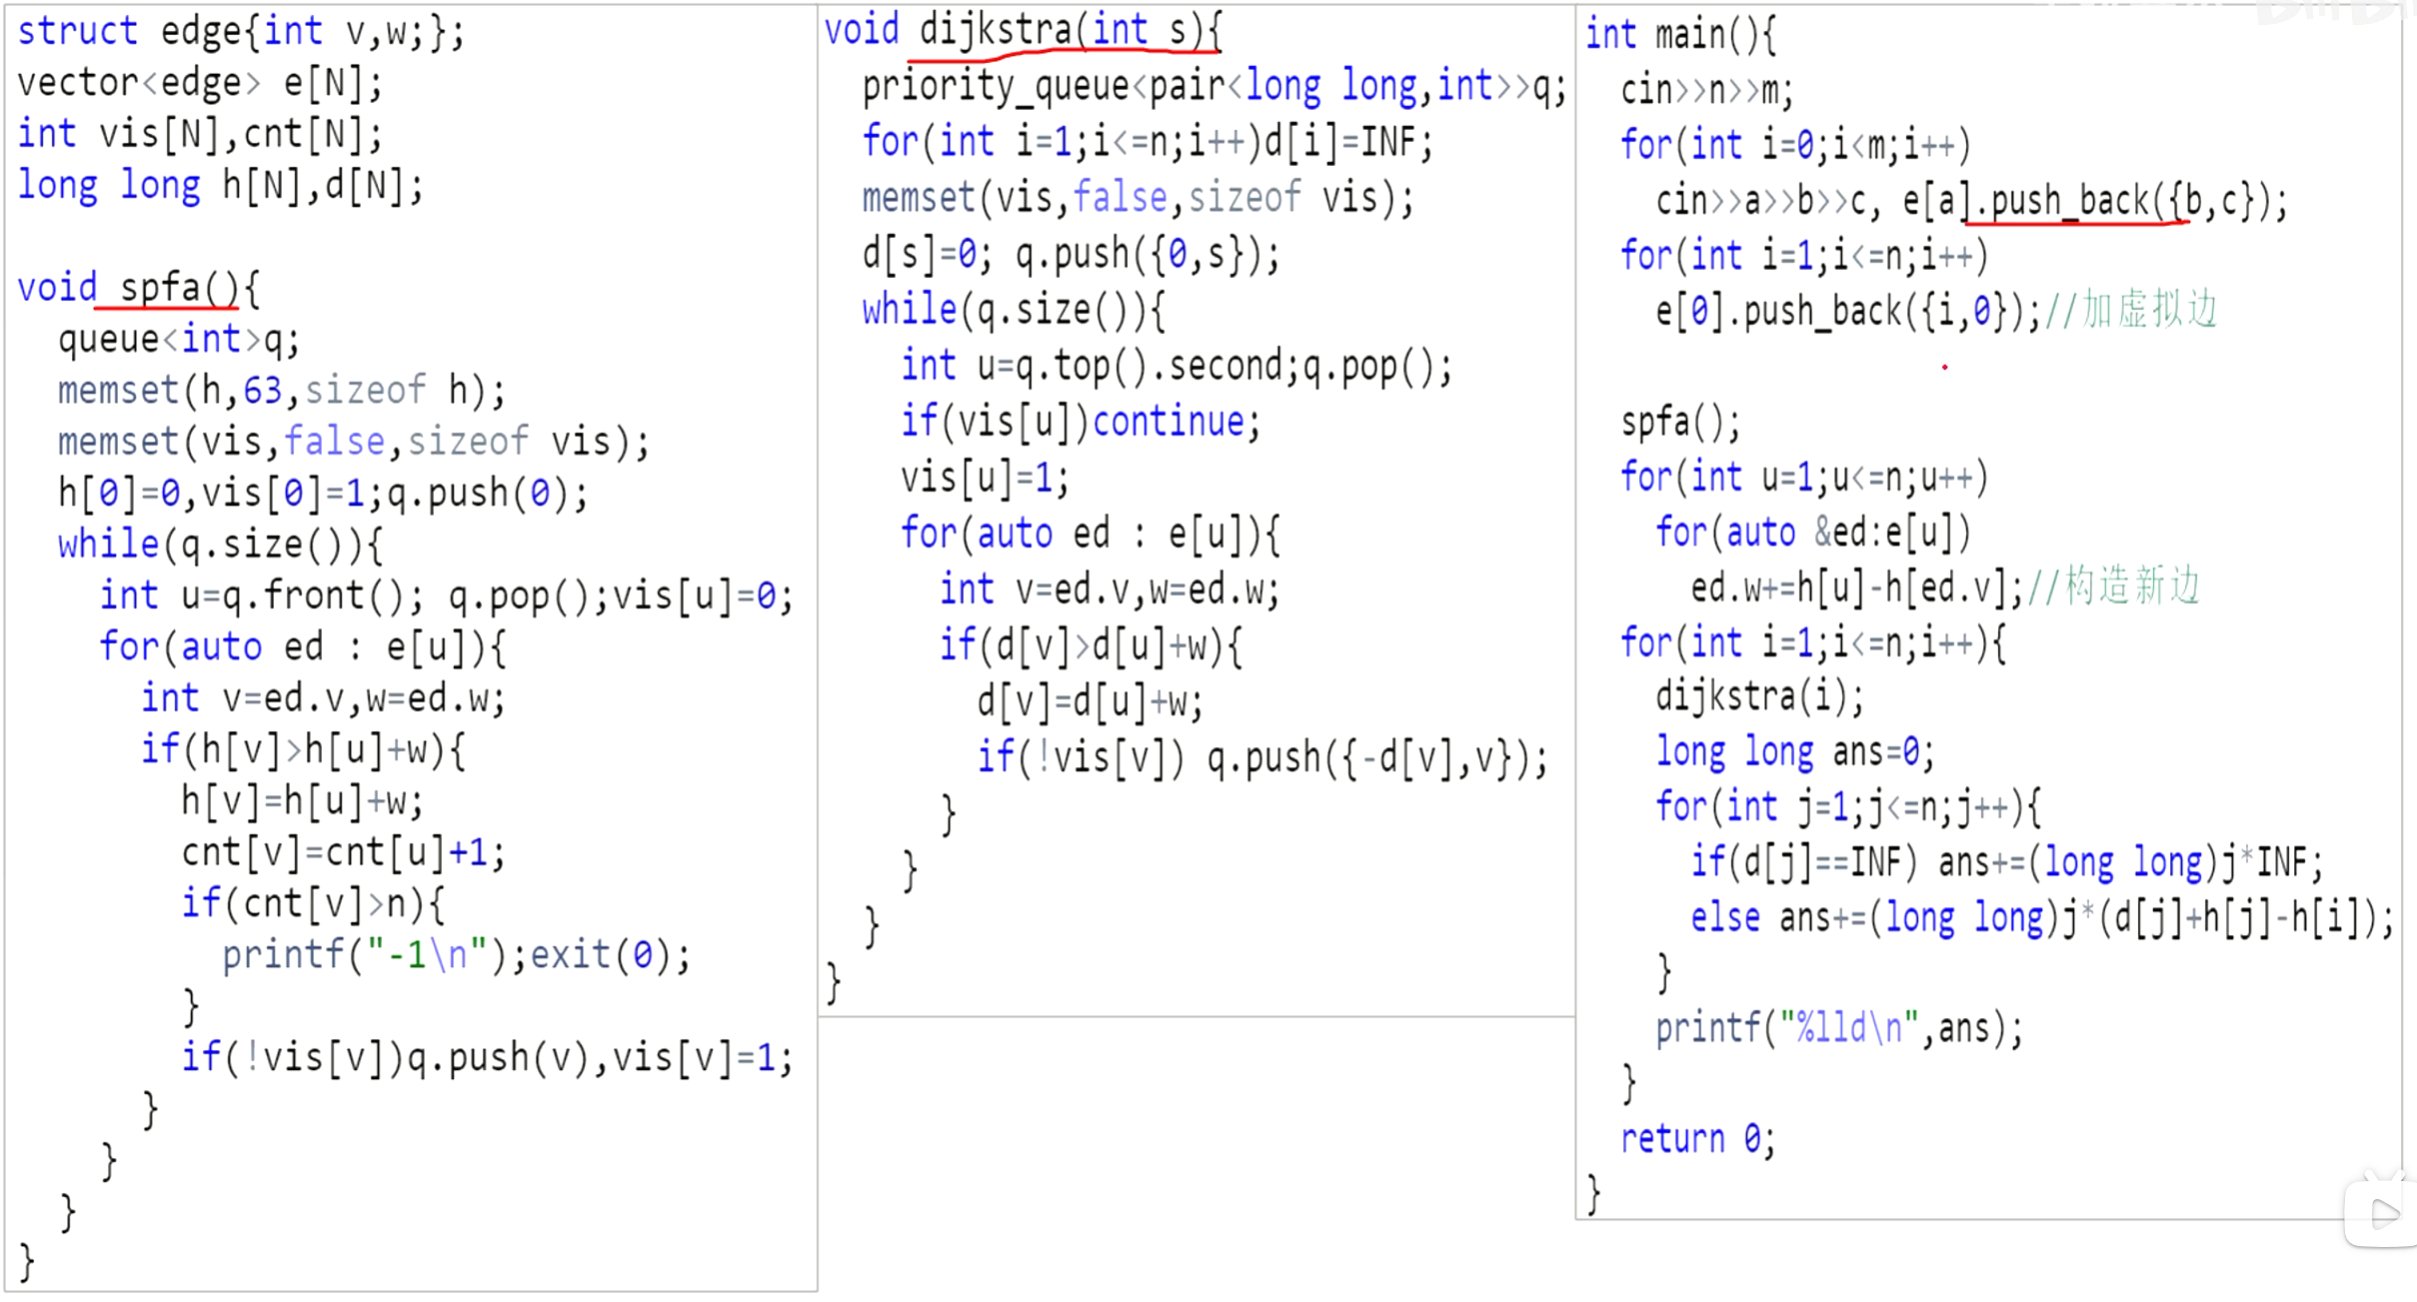 struct edge{int v,w;};
vector<edge> e[N];
int vis[N],cnt[N];
long long h[N],d[N];
void spfa(){
queue<int>q;
memset(h,63,sizeof h);
memset(vis,false,sizeof vis);
h[0]=0,vis[0]=1;q.push(0);
while(q.size()){
int u=q.front(); q.pop();vis[u]=0;
for(auto ed : e[u]){
int v=ed.v,w=ed.w;
if(h[v]>h[u]+w){
h[v]=h[u]+w;
cnt[v]=cnt[u]+1;
if(cnt[v]>n){
printf("-1\n");exit(0);
}
if(!vis[v])q.push(v),vis[v]=1;
}
}
}
}
void dijkstra(int s){
priority_queue<pair<long long,int>>q;
for(int i=1;i<=n;i++)d[i]=INF;
memset(vis,false,sizeof vis);
d[s]=0; q.push({0,s});
while(q.size()){
int u=q.top().second;q.pop();
if(vis[u])continue;
vis[u]=1;
for(auto ed : e[u]){
int v=ed.v,w=ed.w;
if(d[v]>d[u]+w){
d[v]=d[u]+w;
if(!vis[v]) q.push({-d[v],v});
}
}
}
}
int main(){
cin>>n>>m;
for(int i=0;i<m;i++)
cin>>a>>b>>c, e[a].push_back({b,c});
for(int i=1;i<=n;i++)
e[0].push_back({i,0});//加虚拟边
spfa();
for(int u=1;u<=n;u++)
for(auto &ed:e[u])
ed.w+=h[u]-h[ed.v];//构造新边
for(int i=1;i<=n;i++){
dijkstra(i);
long long ans=0;
for(int j=1;j<=n;j++){
if(d[j]==INF) ans+=(long long)j*INF;
else ans+=(long long)j*(d[j]+h[j]-h[i]);
}
printf("%lld\n",ans);
}
return 0;
}